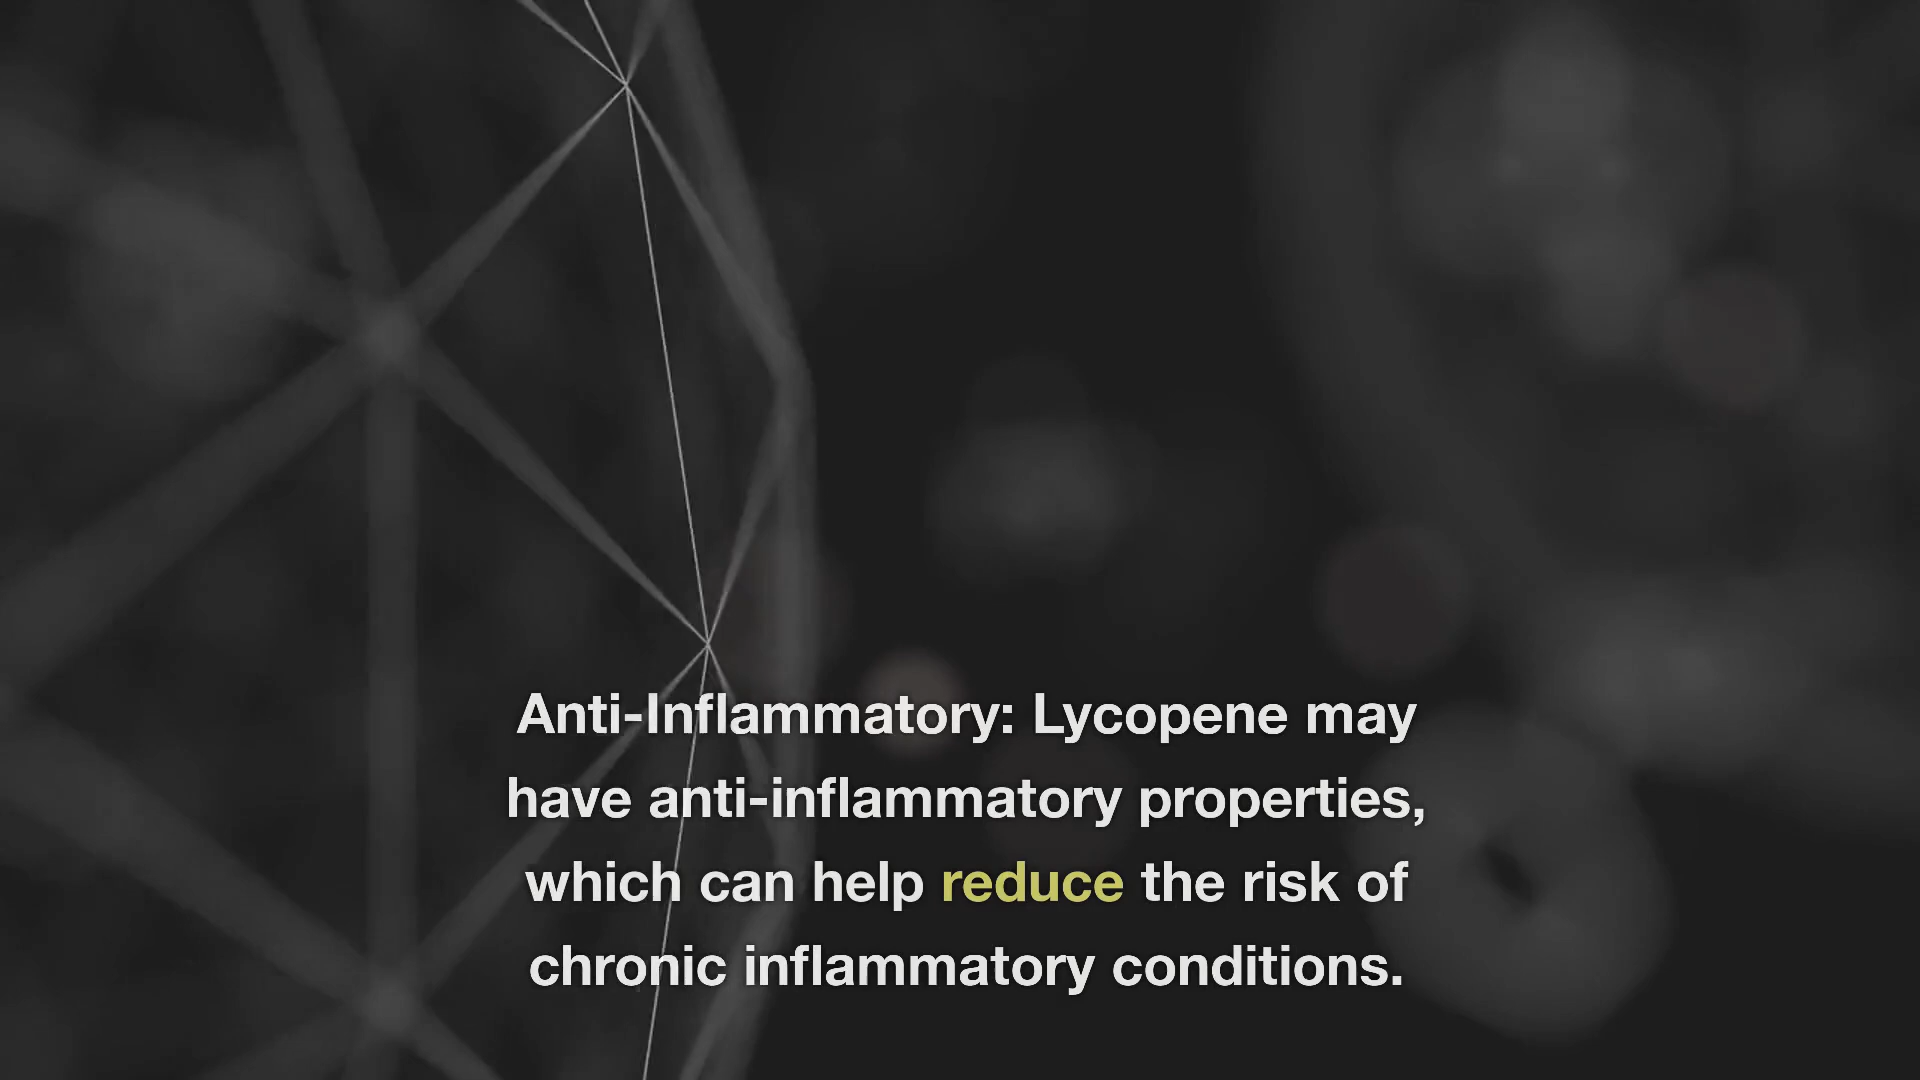 Anti-Inflammatory: Lycopene may
have anti-inflammatory properties,
which can help reduce the risk of
chronic inflammatory conditions.